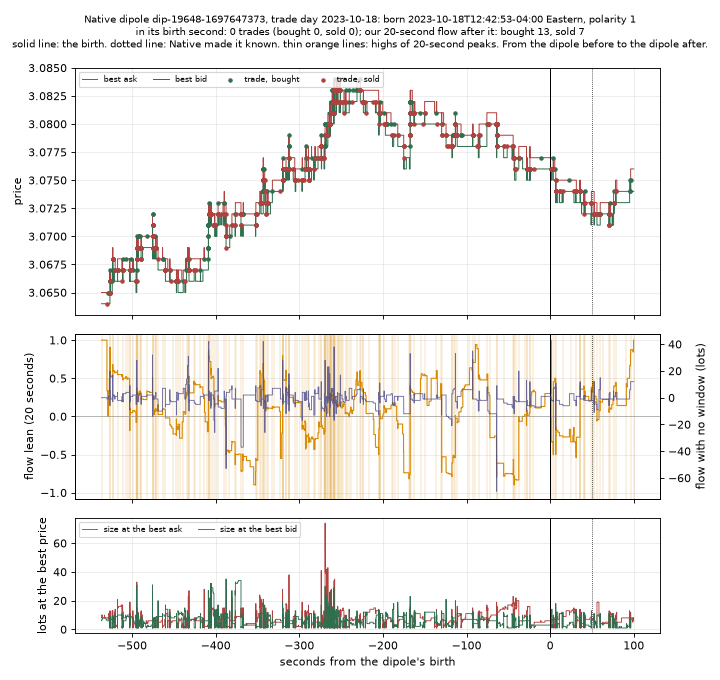 Native dipole dip-19648-1697647373, trade day 2023-10-18: born 2023-10-18T12:42:53-04:00 Eastern, polarity 1
in its birth second: 0 trades (bought 0, sold 0); our 20-second flow after it: bought 13, sold 7
solid line: the birth. dotted line: Native made it known. thin orange lines: highs of 20-second peaks. From the dipole before to the dipole after.
best ask
best bid
trade, bought
trade, sold
price
3.0850
3.0825
3.0800
3.0775
3.0750
3.0725
3.0700
3.0675
3.0650
flow lean (20 seconds)
1.0
0.5
0.0
−0.5
−1.0
40
20
0
−20
−40
−60
flow with no window (lots)
size at the best ask
size at the best bid
lots at the best price
60
40
20
0
−500
−400
−300
−200
−100
0
100
seconds from the dipole's birth